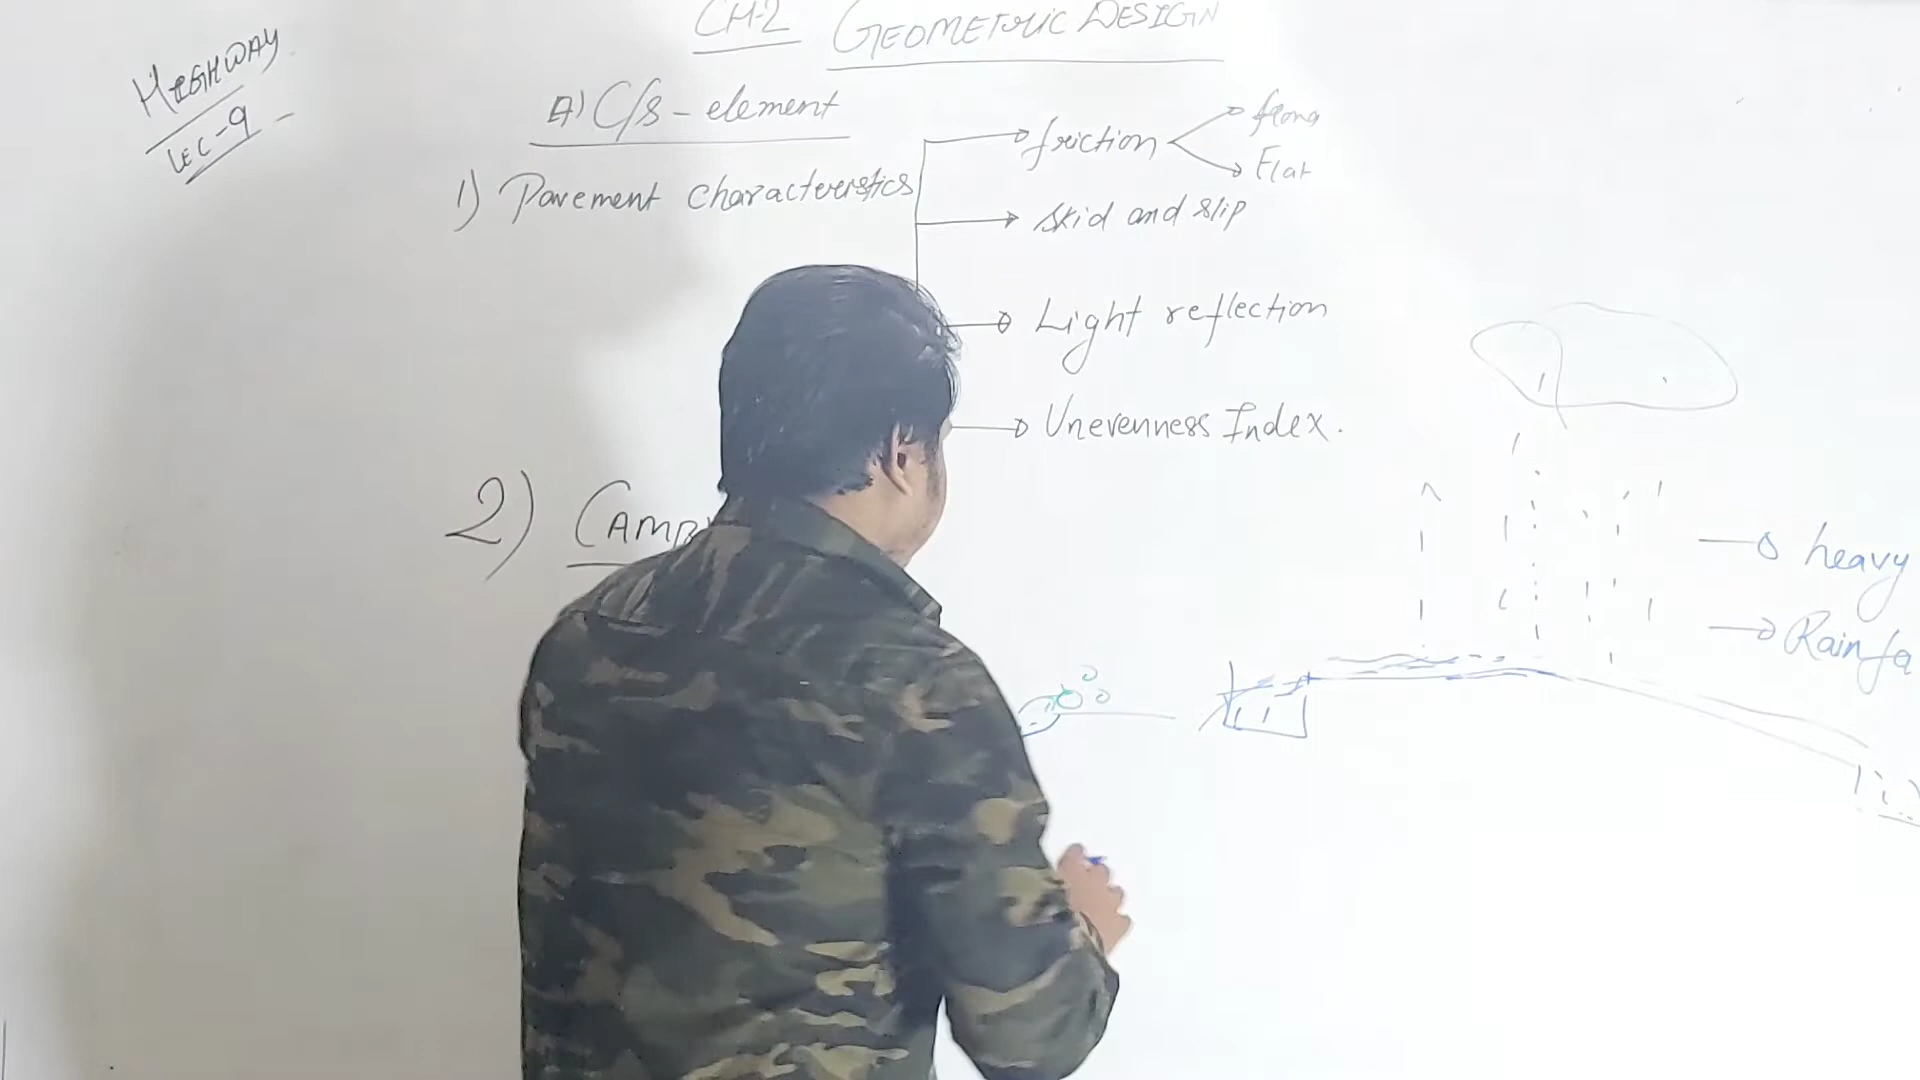 CH-2 GEOMETRIC DESIGN
HIGHWAY
LEC-9
A) C/s - element
friction
Flat
1) Pavement characteristics
Skid and slip
Light reflection
Unevenness Index.
2) CAMB
heavy
Rainfa